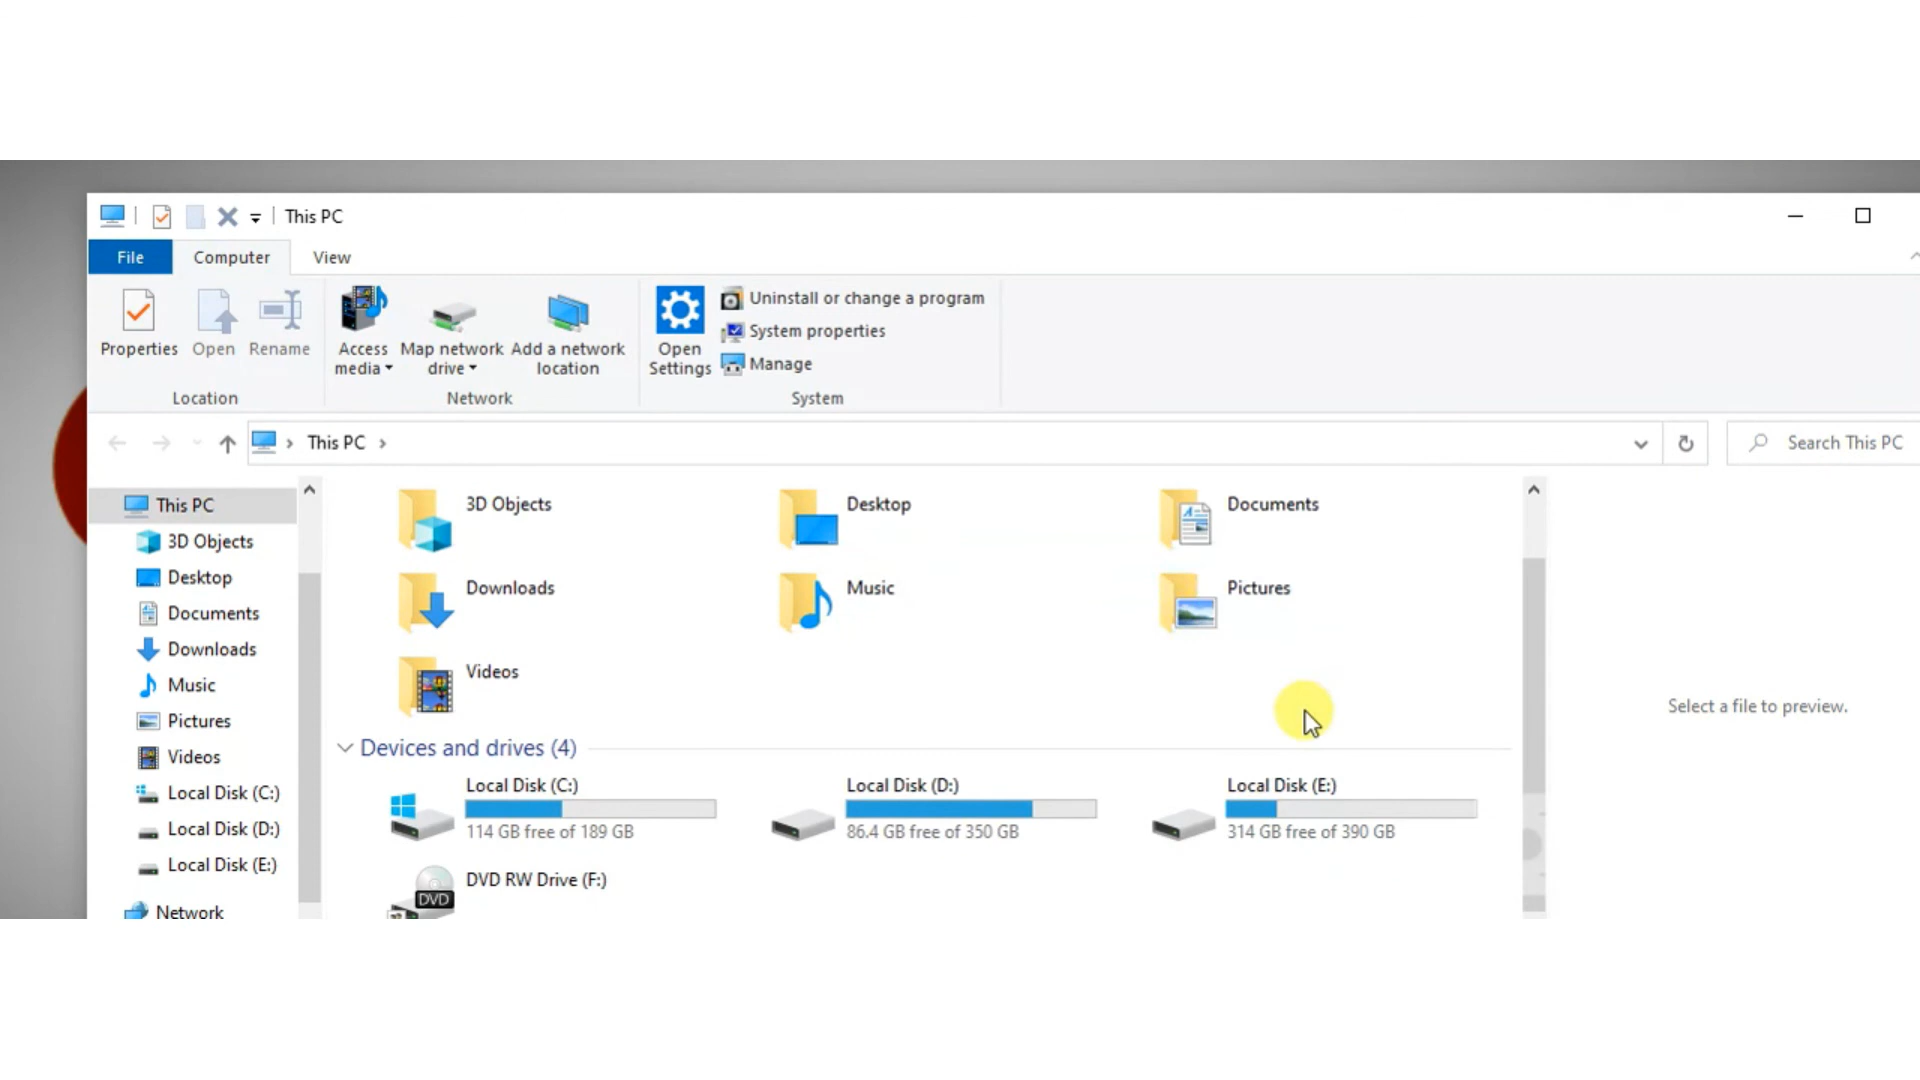 This PC
File Computer View
Properties Open Rename Access media Map network drive Add a network location Open Settings
Uninstall or change a program
System properties
Manage
Location Network System
This PC Search This PC
This PC
3D Objects
Desktop
Documents
Downloads
Music
Pictures
Videos
Local Disk (C:)
Local Disk (D:)
Local Disk (E:)
Network
3D Objects Desktop Documents
Downloads Music Pictures
Videos
Devices and drives (4)
Local Disk (C:) Local Disk (D:) Local Disk (E:)
114 GB free of 189 GB 86.4 GB free of 350 GB 314 GB free of 390 GB
DVD RW Drive (F:)
DVD
Select a file to preview.